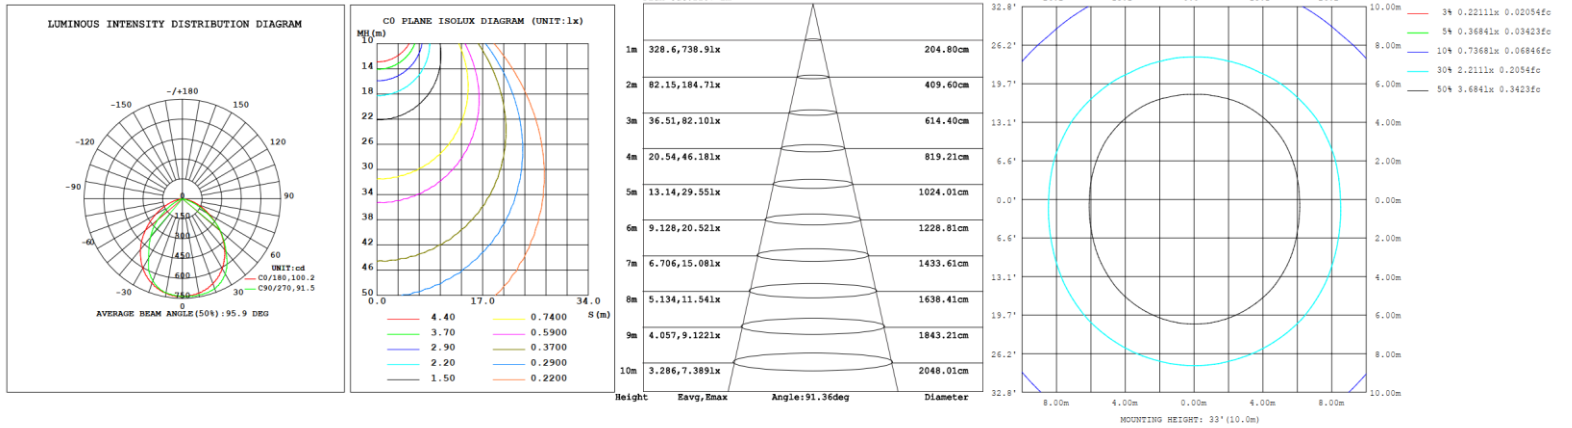 LUMINOUS INTENSITY DISTRIBUTION DIAGRAM
-/+180
-150
150
-120
120
-90
90
-60
60
-30
30
0
0
150
300
450
600
750
UNIT:cd
C0/180,100.2
C90/270,91.5
AVERAGE BEAM ANGLE(50%):95.9 DEG
C0 PLANE ISOLUX DIAGRAM (UNIT:lx)
MH(m)
10
14
18
22
26
30
34
38
42
46
50
0.0
17.0
34.0
S(m)
4.40
0.7400
3.70
0.5900
2.90
0.3700
2.20
0.2900
1.50
0.2200
1m 328.6,738.9lx 204.80cm
2m 82.15,184.7lx 409.60cm
3m 36.51,82.10lx 614.40cm
4m 20.54,46.18lx 819.21cm
5m 13.14,29.55lx 1024.01cm
6m 9.128,20.52lx 1228.81cm
7m 6.706,15.08lx 1433.61cm
8m 5.134,11.54lx 1638.41cm
9m 4.057,9.122lx 1843.21cm
10m 3.286,7.389lx 2048.01cm
Height Eavg,Emax Angle:91.36deg Diameter
32.8' 10.00m
26.2' 8.00m
19.7' 6.00m
13.1' 4.00m
6.6' 2.00m
0.0' 0.00m
6.6' 2.00m
13.1' 4.00m
19.7' 6.00m
26.2' 8.00m
32.8' 10.00m
8.00m 4.00m 0.00m 4.00m 8.00m
MOUNTING HEIGHT: 33'(10.0m)
3% 0.2211lx 0.02054fc
5% 0.3684lx 0.03423fc
10% 0.7368lx 0.06846fc
30% 2.211lx 0.2054fc
50% 3.684lx 0.3423fc